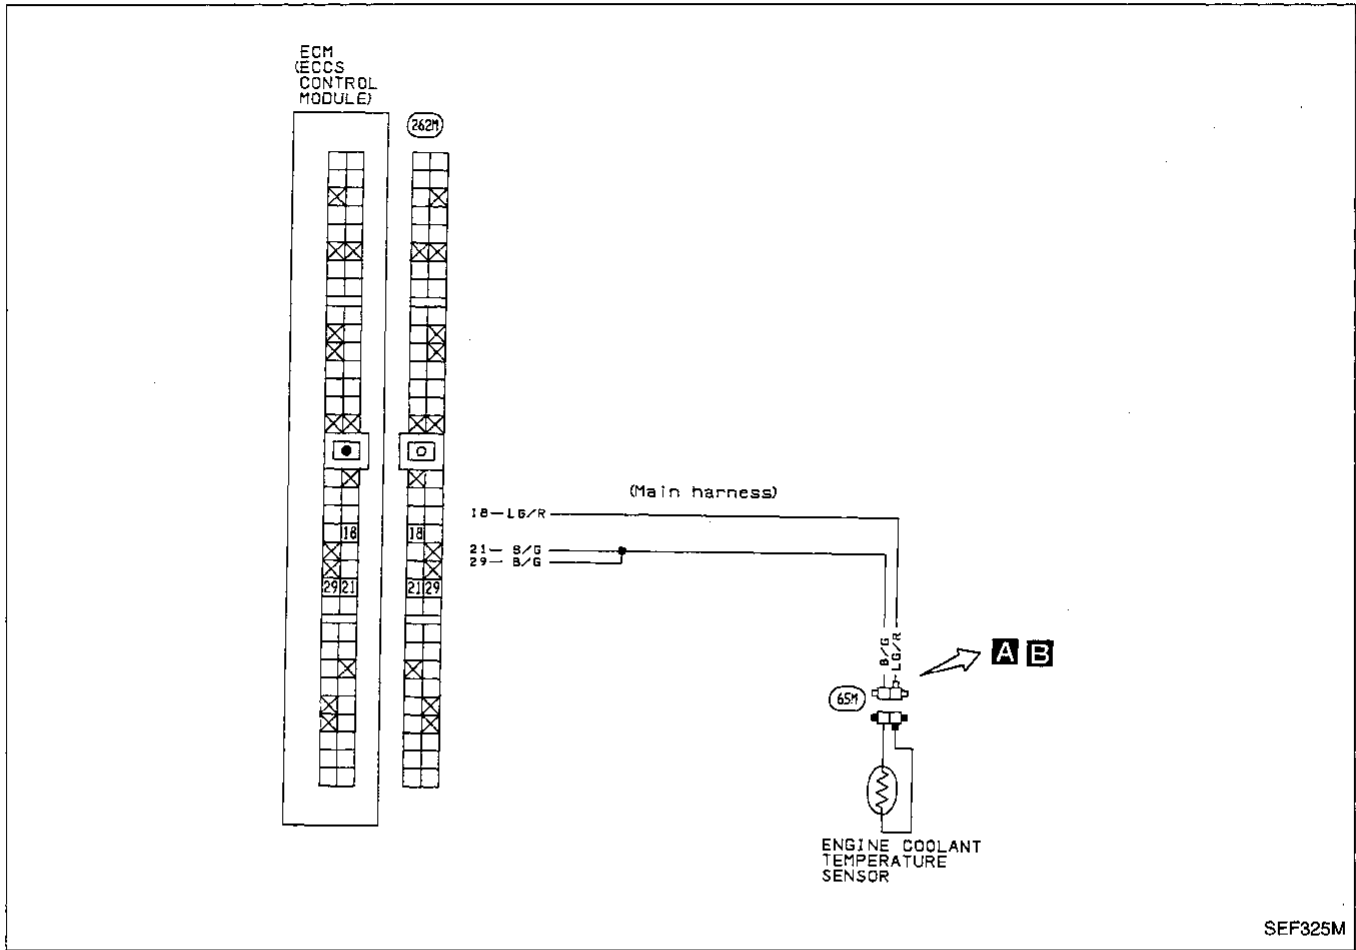 ECM
(ECCS
CONTROL
MODULE)
262M
(Main harness)
18—LG/R
18 18
21— B/G
29— B/G
29 21 21 29
B/G
LG/R
A B
65M
ENGINE COOLANT
TEMPERATURE
SENSOR
SEF325M